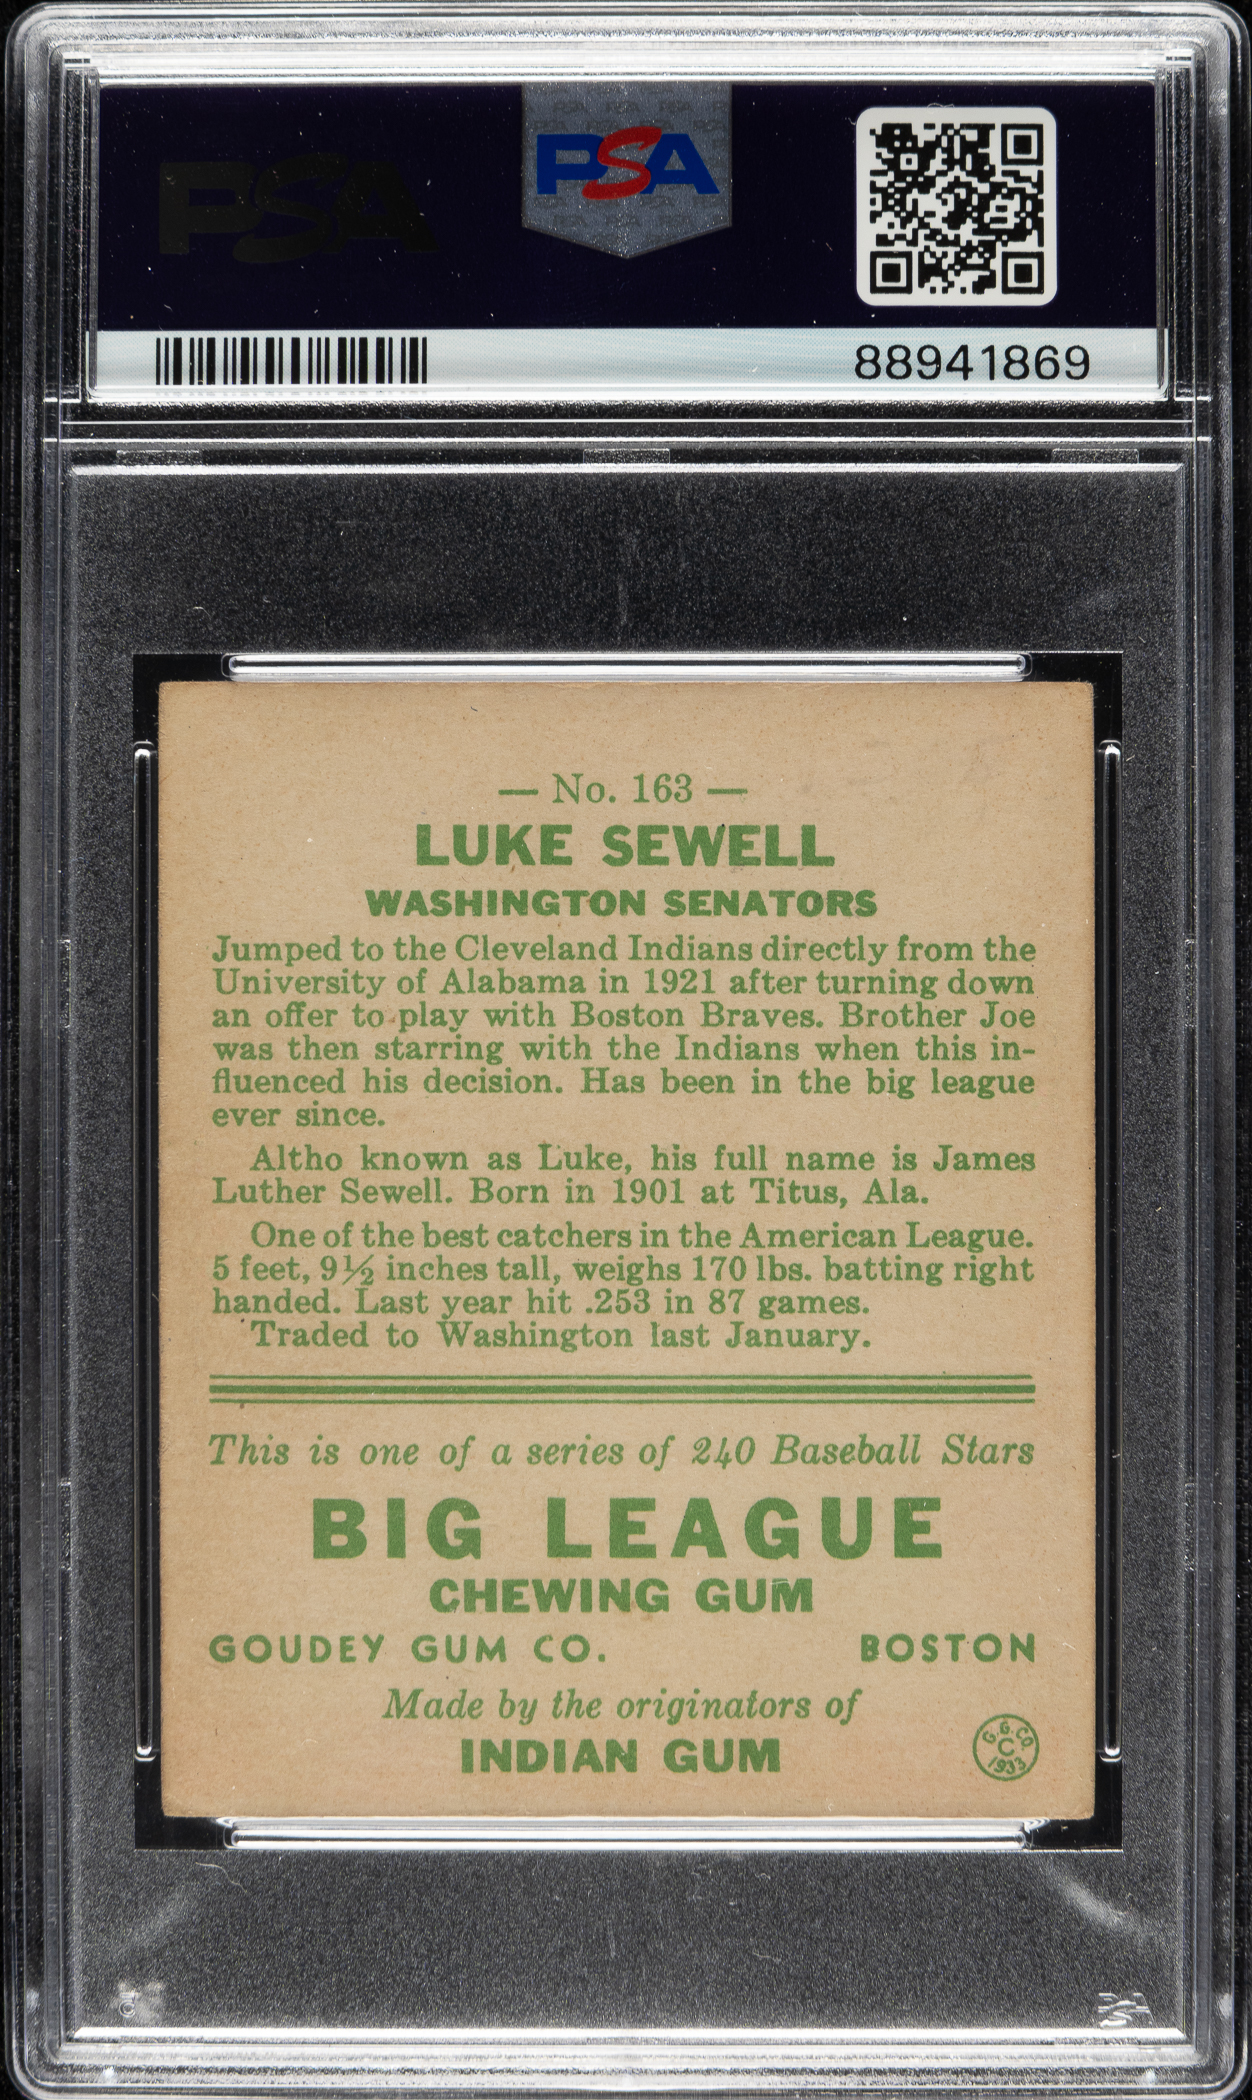 PSA
PSA
88941869
— No. 163 —
LUKE SEWELL
WASHINGTON SENATORS
Jumped to the Cleveland Indians directly from the
University of Alabama in 1921 after turning down
an offer to play with Boston Braves. Brother Joe
was then starring with the Indians when this in-
fluenced his decision. Has been in the big league
ever since.
Altho known as Luke, his full name is James
Luther Sewell. Born in 1901 at Titus, Ala.
One of the best catchers in the American League.
5 feet, 9½ inches tall, weighs 170 lbs. batting right
handed. Last year hit .253 in 87 games.
Traded to Washington last January.
This is one of a series of 240 Baseball Stars
BIG LEAGUE
CHEWING GUM
GOUDEY GUM CO. BOSTON
Made by the originators of
INDIAN GUM
G.G.CO.
C
1933
PSA